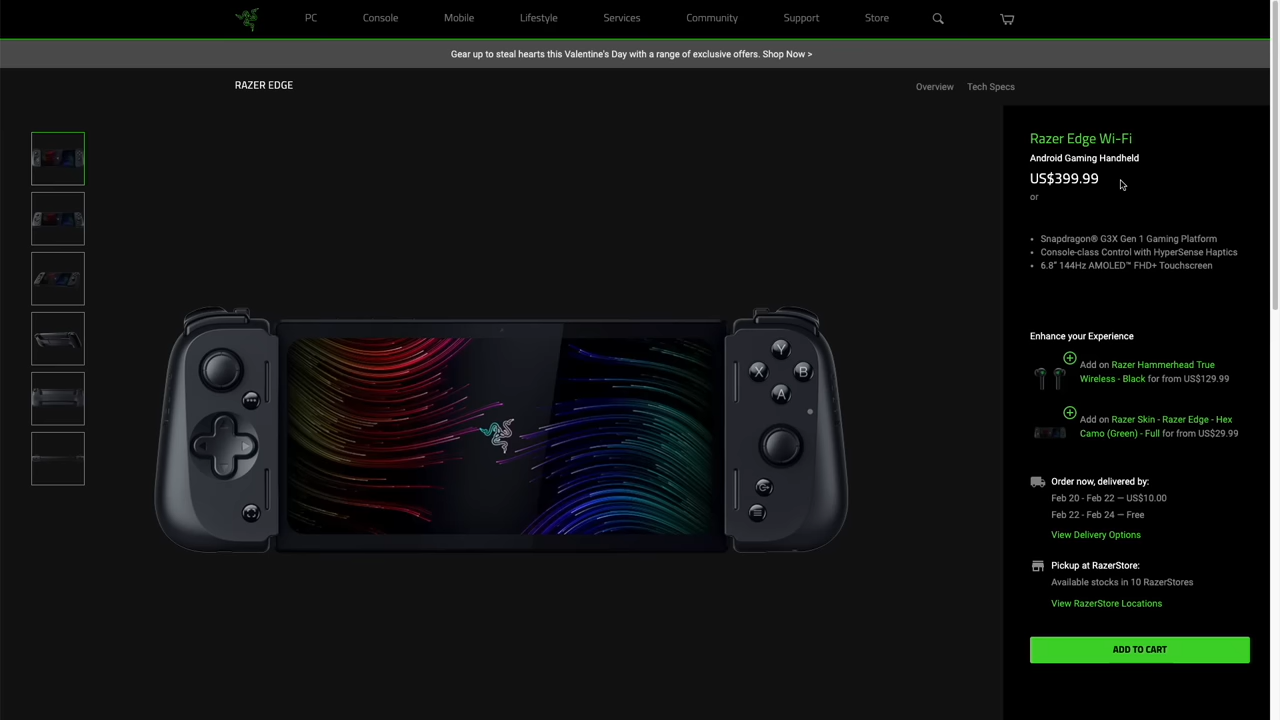 PC Console Mobile Lifestyle Services Community Support Store
Gear up to steal hearts this Valentine's Day with a range of exclusive offers. Shop Now >
RAZER EDGE
Overview Tech Specs
Razer Edge Wi-Fi
Android Gaming Handheld
US$399.99
or
• Snapdragon® G3X Gen 1 Gaming Platform
• Console-class Control with HyperSense Haptics
• 6.8” 144Hz AMOLED™ FHD+ Touchscreen
Enhance your Experience
Add on Razer Hammerhead True
Wireless - Black for from US$129.99
Add on Razer Skin - Razer Edge - Hex
Camo (Green) - Full for from US$29.99
Order now, delivered by:
Feb 20 - Feb 22 — US$10.00
Feb 22 - Feb 24 — Free
View Delivery Options
Pickup at RazerStore:
Available stocks in 10 RazerStores
View RazerStore Locations
ADD TO CART
Y
X B
A